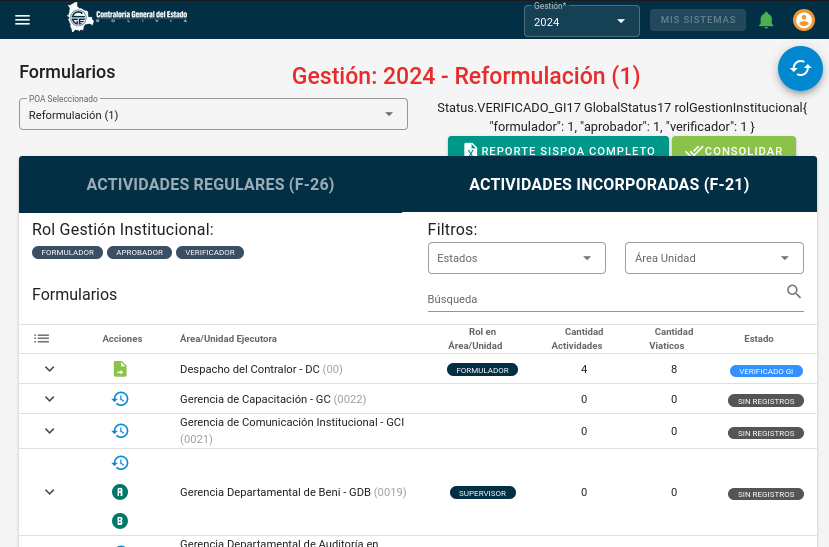 Contraloría General del Estado
BOLIVIA
Gestión*
2024
MIS SISTEMAS
Formularios
Gestión: 2024 - Reformulación (1)
POA Seleccionado
Reformulación (1)
Status.VERIFICADO_GI17 GlobalStatus17 rolGestionInstitucional{
"formulador": 1, "aprobador": 1, "verificador": 1 }
REPORTE SISPOA COMPLETO
CONSOLIDAR
ACTIVIDADES REGULARES (F-26)
ACTIVIDADES INCORPORADAS (F-21)
Rol Gestión Institucional:
FORMULADOR APROBADOR VERIFICADOR
Filtros:
Estados
Área Unidad
Formularios
Búsqueda
Acciones
Área/Unidad Ejecutora
Rol en
Área/Unidad
Cantidad
Actividades
Cantidad
Viaticos
Estado
Despacho del Contralor - DC (00) FORMULADOR 4 8 VERIFICADO GI
Gerencia de Capacitación - GC (0022) 0 0 SIN REGISTROS
Gerencia de Comunicación Institucional - GCI
(0021) 0 0 SIN REGISTROS
A
Gerencia Departamental de Beni - GDB (0019) SUPERVISOR 0 0 SIN REGISTROS
B
Gerencia Departamental de Auditoría en